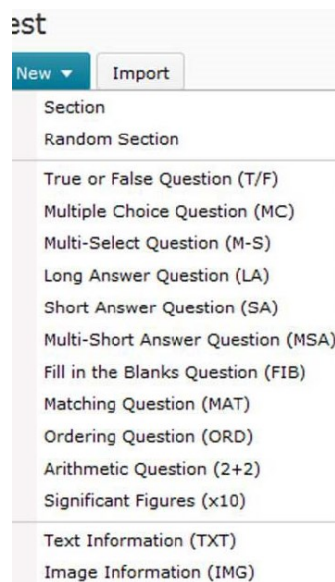 est
New Import
Section
Random Section
True or False Question (T/F)
Multiple Choice Question (MC)
Multi-Select Question (M-S)
Long Answer Question (LA)
Short Answer Question (SA)
Multi-Short Answer Question (MSA)
Fill in the Blanks Question (FIB)
Matching Question (MAT)
Ordering Question (ORD)
Arithmetic Question (2+2)
Significant Figures (x10)
Text Information (TXT)
Image Information (IMG)